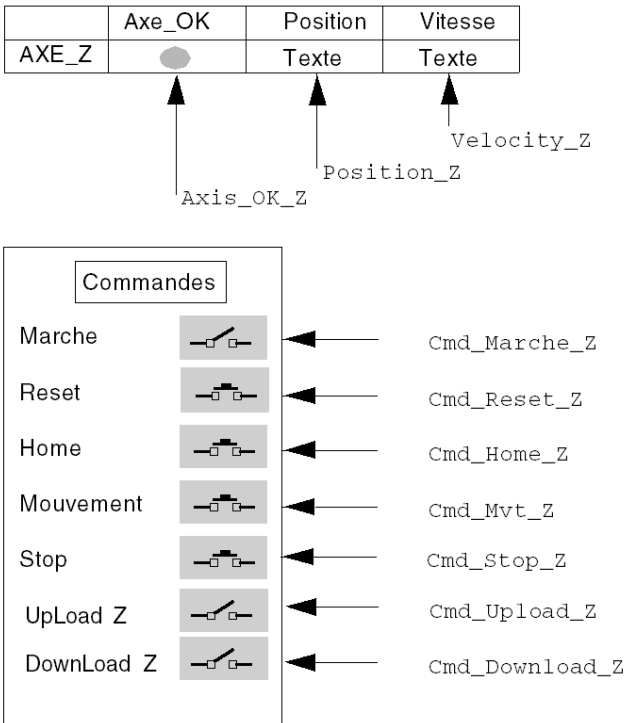 Axe_OK Position Vitesse
AXE_Z Texte Texte
Velocity_Z
Position_Z
Axis_OK_Z
Commandes
Marche Cmd_Marche_Z
Reset Cmd_Reset_Z
Home Cmd_Home_Z
Mouvement Cmd_Mvt_Z
Stop Cmd_Stop_Z
UpLoad Z Cmd_Upload_Z
DownLoad Z Cmd_Download_Z